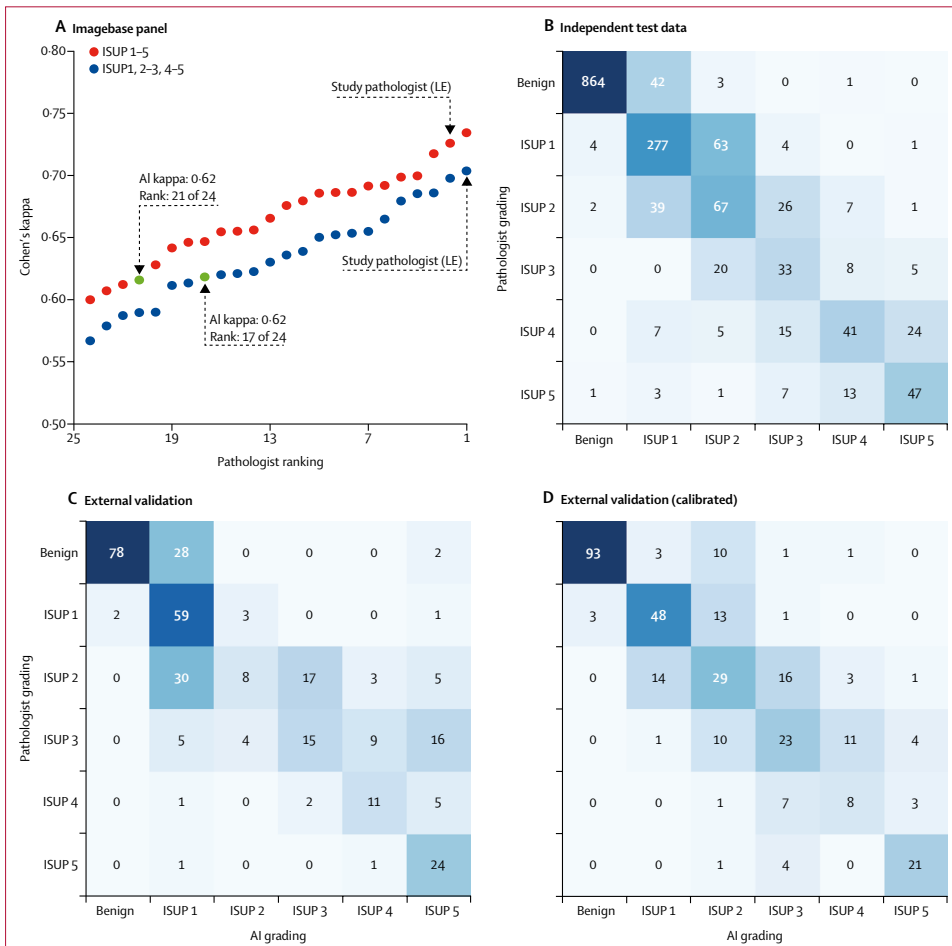 A Imagebase panel
ISUP 1–5
ISUP1, 2–3, 4–5
Study pathologist (LE)
AI kappa: 0·62
Rank: 21 of 24
Study pathologist (LE)
AI kappa: 0·62
Rank: 17 of 24
Cohen's kappa
0·80
0·75
0·70
0·65
0·60
0·55
0·50
25 19 13 7 1
Pathologist ranking
B Independent test data
Pathologist grading
Benign 864 42 3 0 1 0
ISUP 1 4 277 63 4 0 1
ISUP 2 2 39 67 26 7 1
ISUP 3 0 0 20 33 8 5
ISUP 4 0 7 5 15 41 24
ISUP 5 1 3 1 7 13 47
Benign ISUP 1 ISUP 2 ISUP 3 ISUP 4 ISUP 5
C External validation
Pathologist grading
Benign 78 28 0 0 0 2
ISUP 1 2 59 3 0 0 1
ISUP 2 0 30 8 17 3 5
ISUP 3 0 5 4 15 9 16
ISUP 4 0 1 0 2 11 5
ISUP 5 0 1 0 0 1 24
Benign ISUP 1 ISUP 2 ISUP 3 ISUP 4 ISUP 5
AI grading
D External validation (calibrated)
Benign 93 3 10 1 1 0
ISUP 1 3 48 13 1 0 0
ISUP 2 0 14 29 16 3 1
ISUP 3 0 1 10 23 11 4
ISUP 4 0 0 1 7 8 3
ISUP 5 0 0 1 4 0 21
Benign ISUP 1 ISUP 2 ISUP 3 ISUP 4 ISUP 5
AI grading